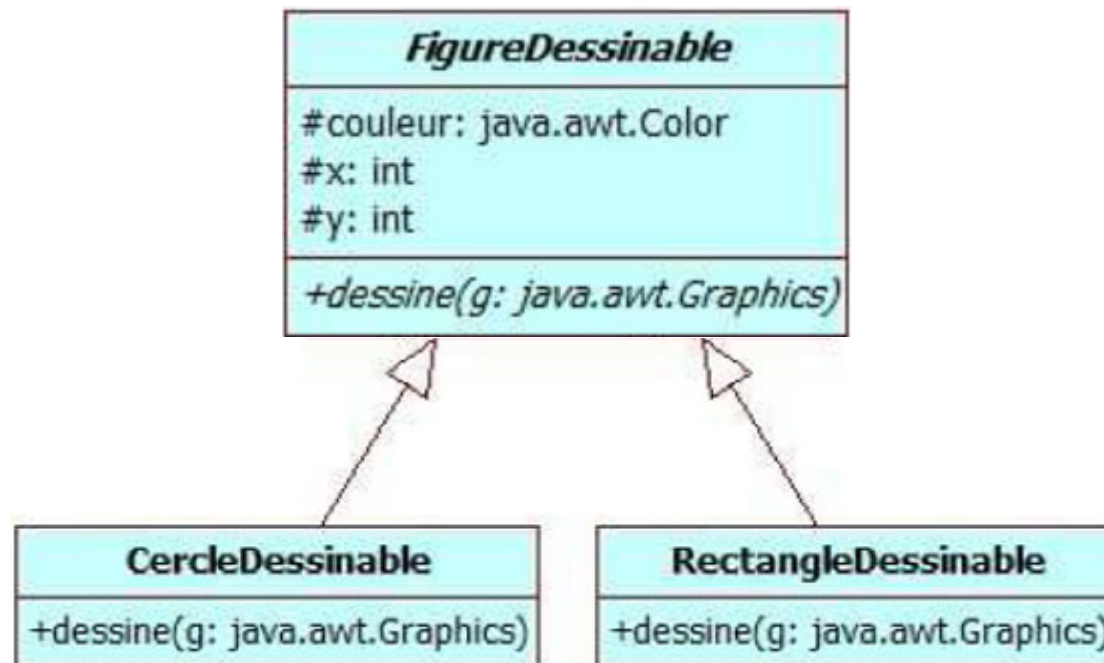 FigureDessinable
#couleur: java.awt.Color
#x: int
#y: int
+dessine(g: java.awt.Graphics)
CercleDessinable
+dessine(g: java.awt.Graphics)
RectangleDessinable
+dessine(g: java.awt.Graphics)